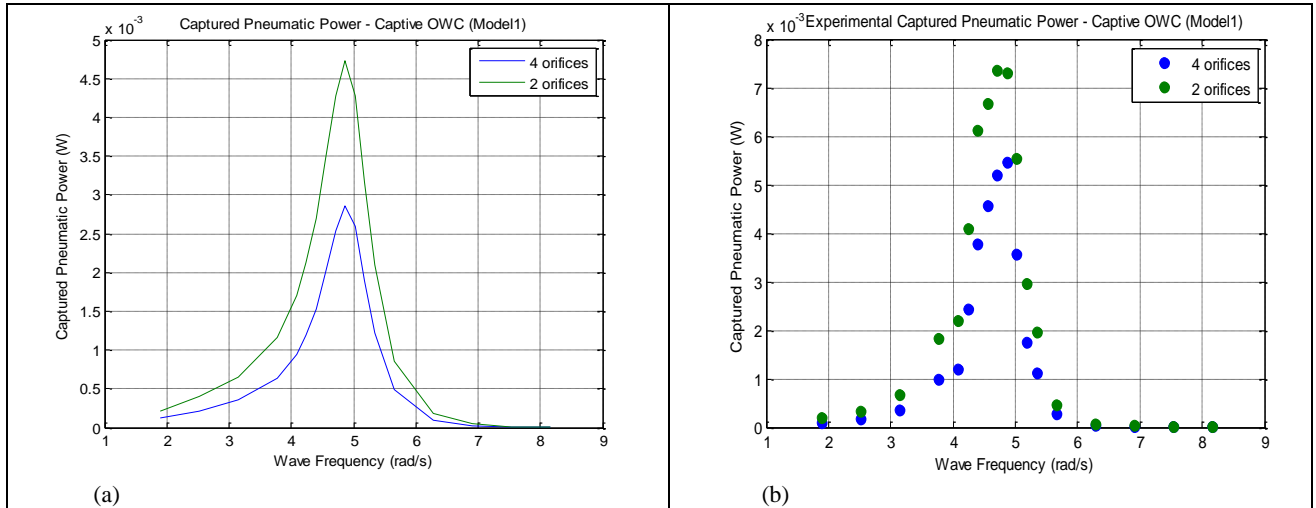 Captured Pneumatic Power - Captive OWC (Model1)
x 10-3
5
4.5
4
3.5
3
2.5
2
1.5
1
0.5
0
Captured Pneumatic Power (W)
4 orifices
2 orifices
1 2 3 4 5 6 7 8 9
Wave Frequency (rad/s)
(a)
x 10-3 Experimental Captured Pneumatic Power - Captive OWC (Model1)
8
7
6
5
4
3
2
1
0
Captured Pneumatic Power (W)
4 orifices
2 orifices
1 2 3 4 5 6 7 8 9
Wave Frequency (rad/s)
(b)